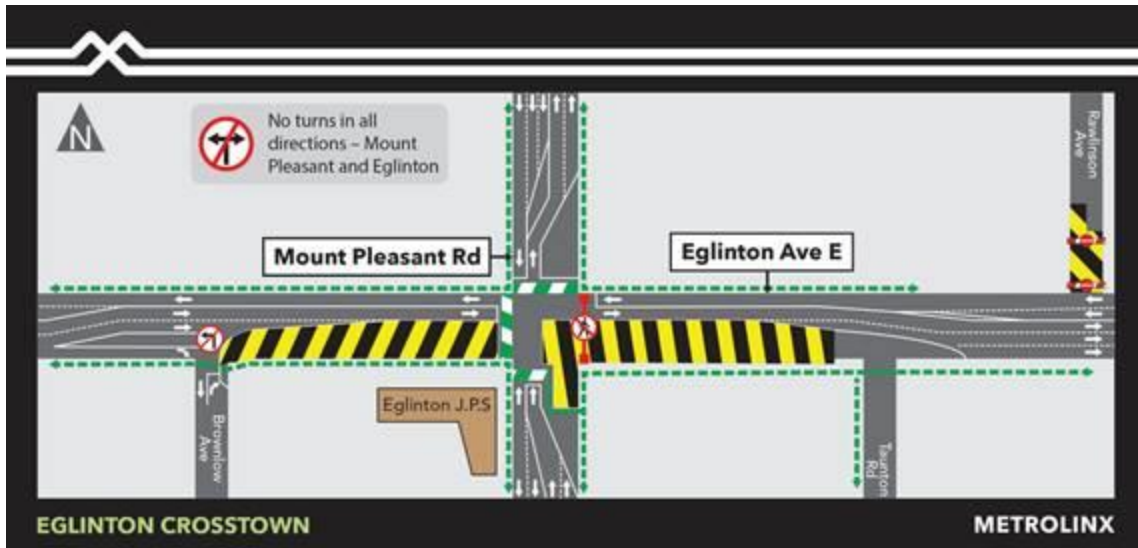 N
No turns in all
directions – Mount
Pleasant and Eglinton
Rawlinson
Ave
Mount Pleasant Rd
Eglinton Ave E
Eglinton J.P.S
Brownlow
Ave
Taunton
Rd
EGLINTON CROSSTOWN
METROLINX